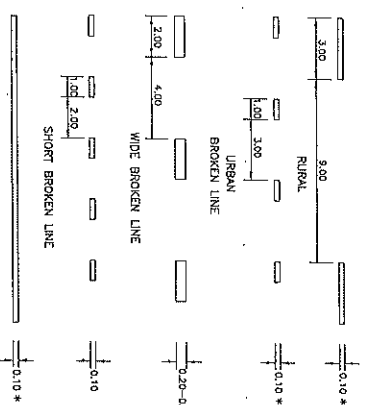 3.00 9.00 0.10 *
RURAL
1.00 3.00 0.10 *
URBAN
BROKEN LINE
2.00 4.00 0.20-0.
WIDE BROKEN LINE
1.00 2.00 0.10
SHORT BROKEN LINE
0.10 *